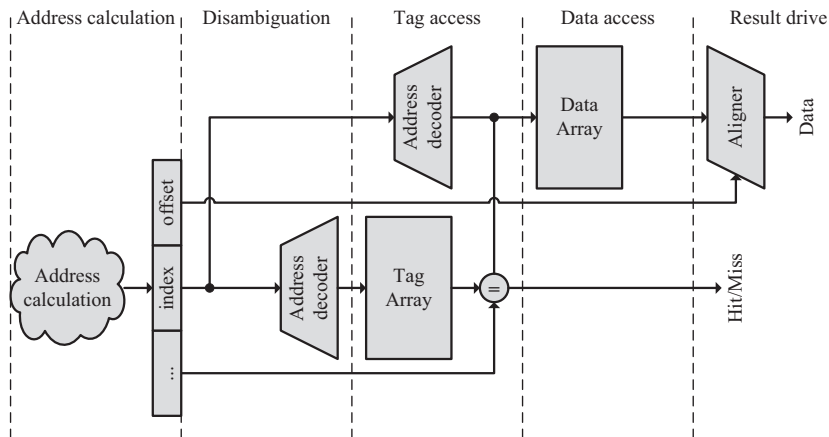 Address calculation
Disambiguation
Tag access
Data access
Result drive
Address
decoder
Data
Array
Aligner
Data
offset
index
...
Address
calculation
Address
decoder
Tag
Array
=
Hit/Miss